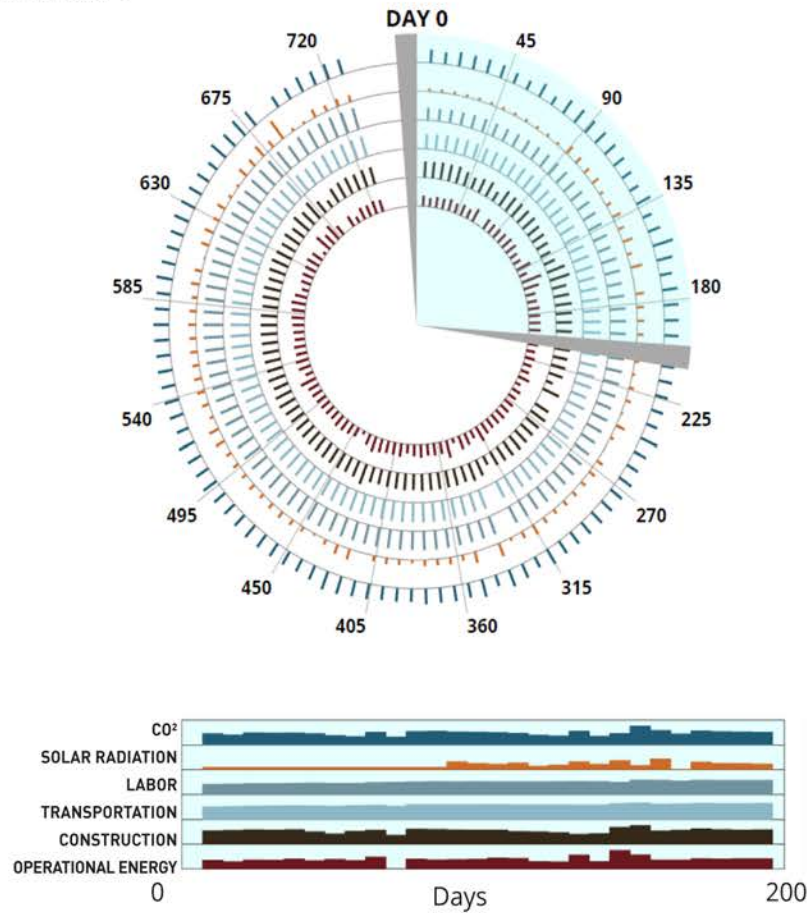 DAY 0
45
90
135
180
225
270
315
360
405
450
495
540
585
630
675
720
CO²
SOLAR RADIATION
LABOR
TRANSPORTATION
CONSTRUCTION
OPERATIONAL ENERGY
0 Days 200